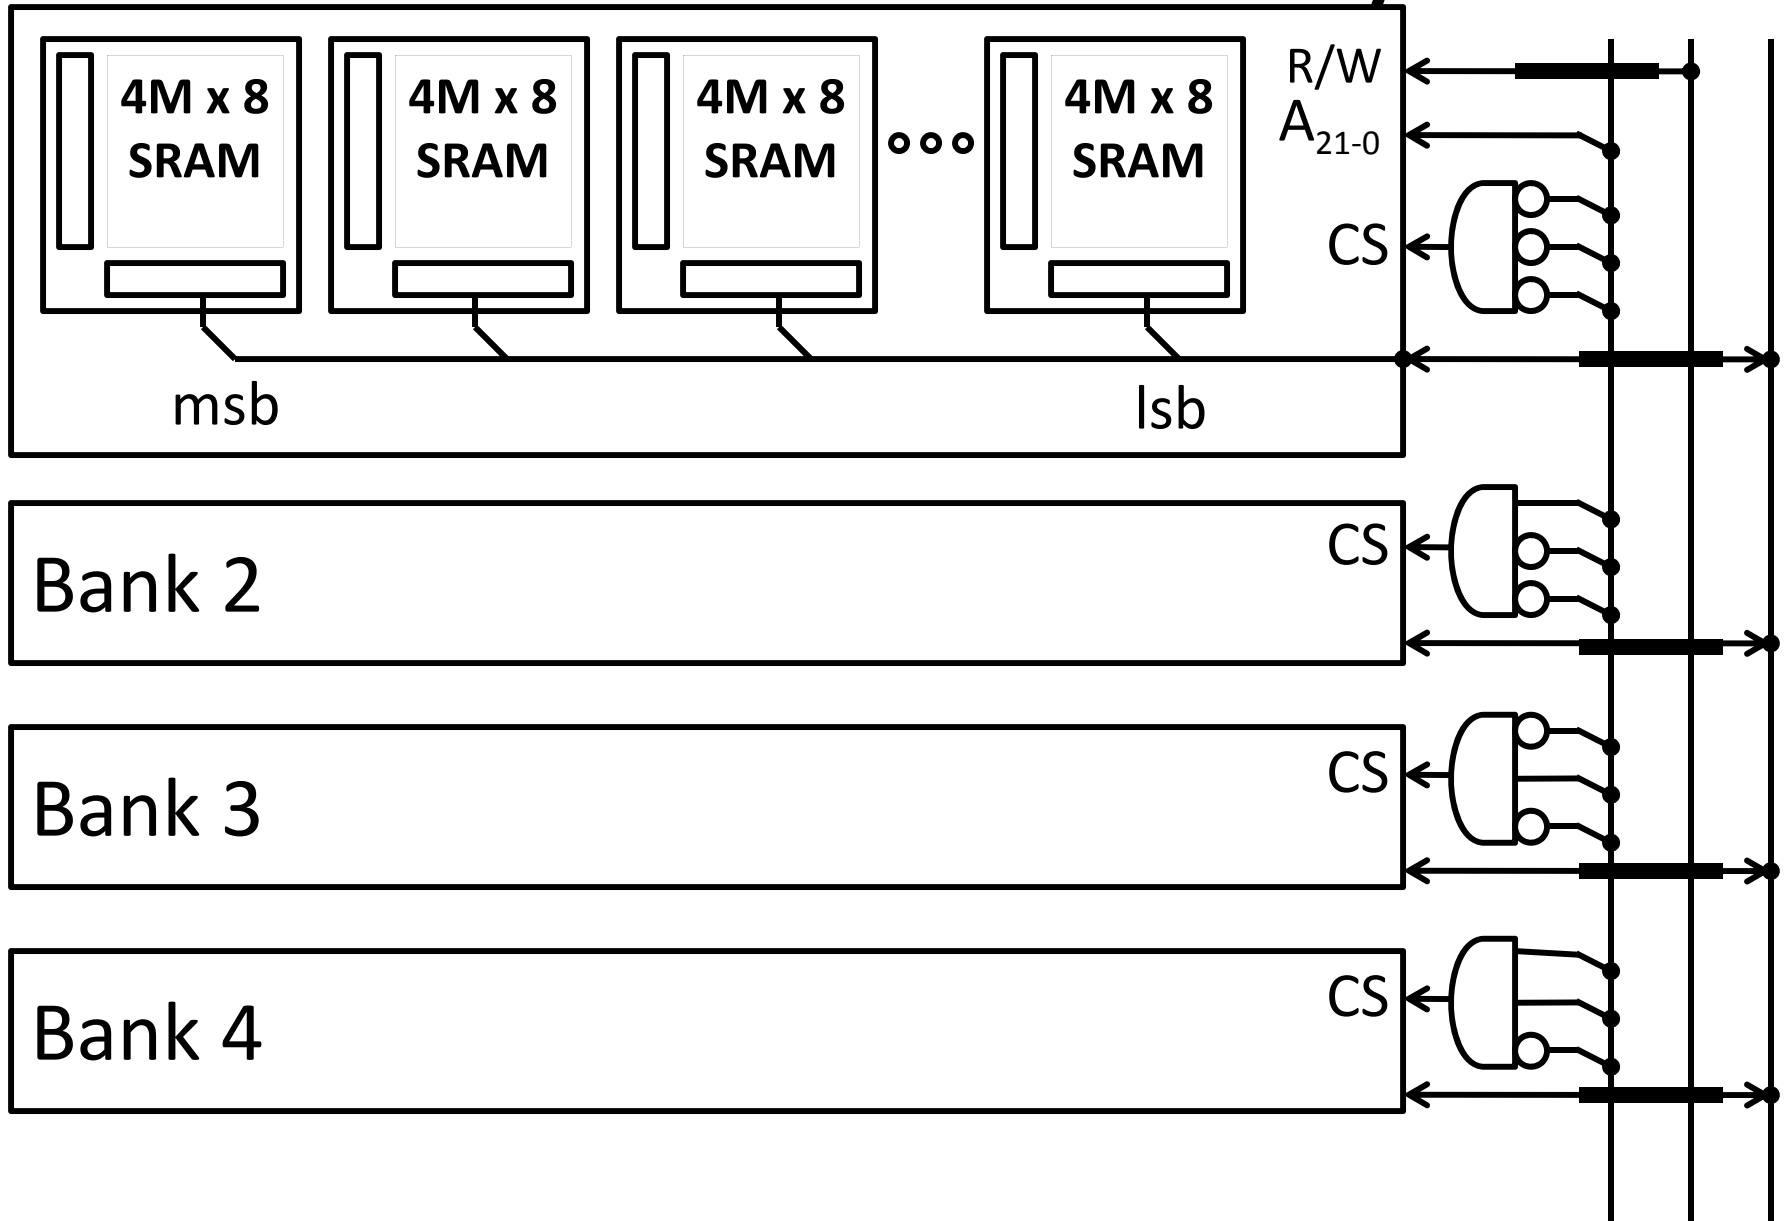 4M x 8
SRAM
4M x 8
SRAM
4M x 8
SRAM
4M x 8
SRAM
R/W
A21-0
CS
msb
lsb
Bank 2
CS
Bank 3
CS
Bank 4
CS